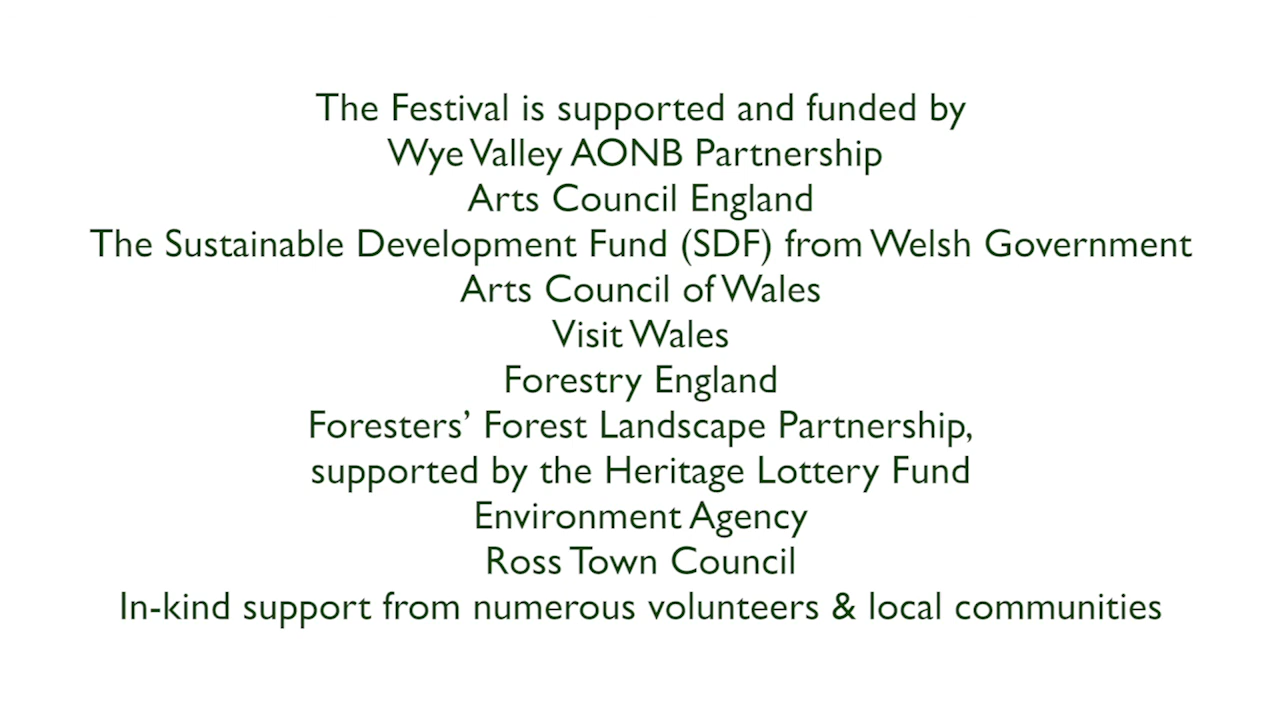 The Festival is supported and funded by
Wye Valley AONB Partnership
Arts Council England
The Sustainable Development Fund (SDF) from Welsh Government
Arts Council of Wales
Visit Wales
Forestry England
Foresters’ Forest Landscape Partnership,
supported by the Heritage Lottery Fund
Environment Agency
Ross Town Council
In-kind support from numerous volunteers & local communities